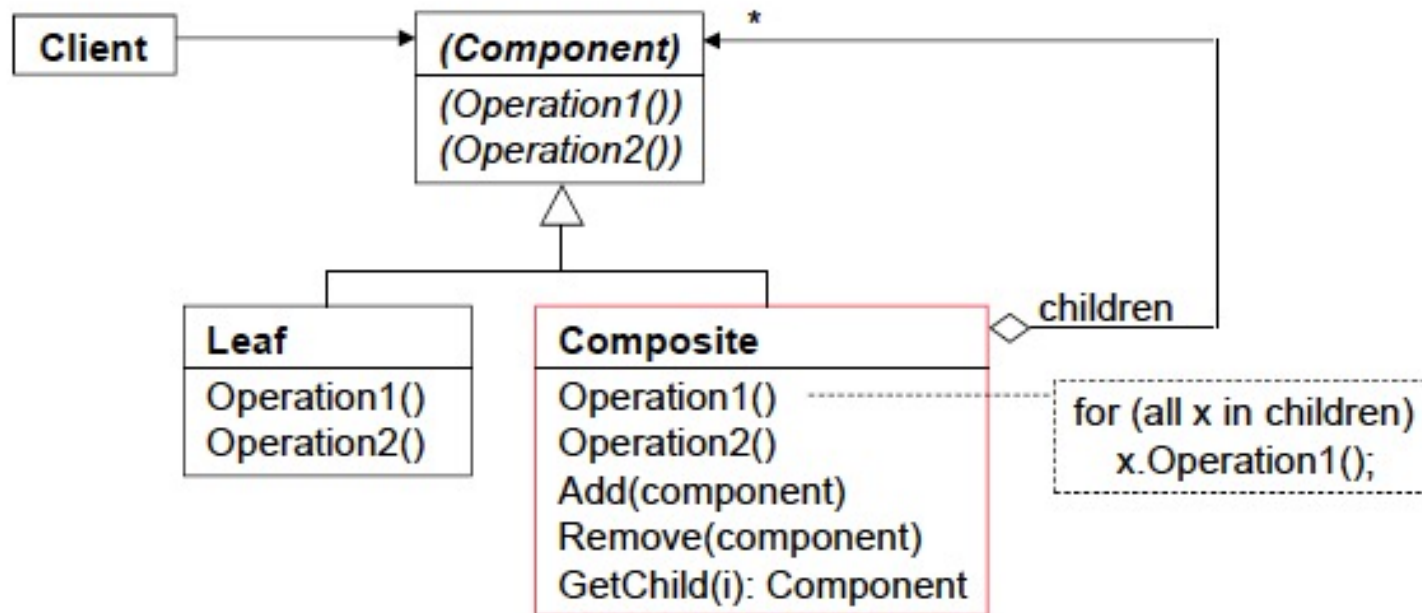 *
Client
(Component)
(Operation1())
(Operation2())
children
Leaf
Operation1()
Operation2()
Composite
Operation1()
Operation2()
Add(component)
Remove(component)
GetChild(i): Component
for (all x in children)
x.Operation1();